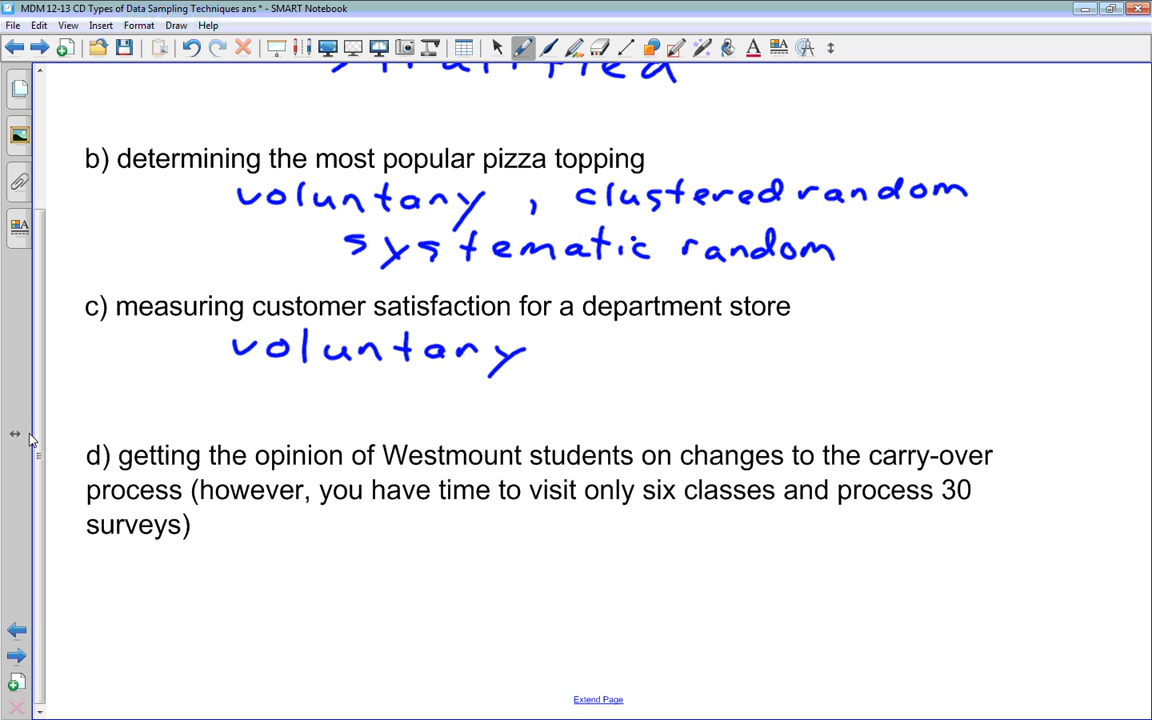 MDM 12-13 CD Types of Data Sampling Techniques ans * - SMART Notebook
File Edit View Insert Format Tools Draw Help
stratified
b) determining the most popular pizza topping
voluntary , clustered random
systematic random
c) measuring customer satisfaction for a department store
voluntary
d) getting the opinion of Westmount students on changes to the carry-over
process (however, you have time to visit only six classes and process 30
surveys)
Extend Page